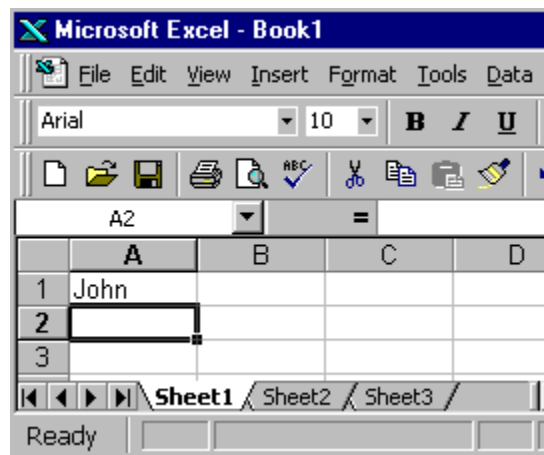 Microsoft Excel - Book1
File Edit View Insert Format Tools Data
Arial 10 B I U
ABC
A2 =
A B C D
1 John
2
3
Sheet1 Sheet2 Sheet3
Ready